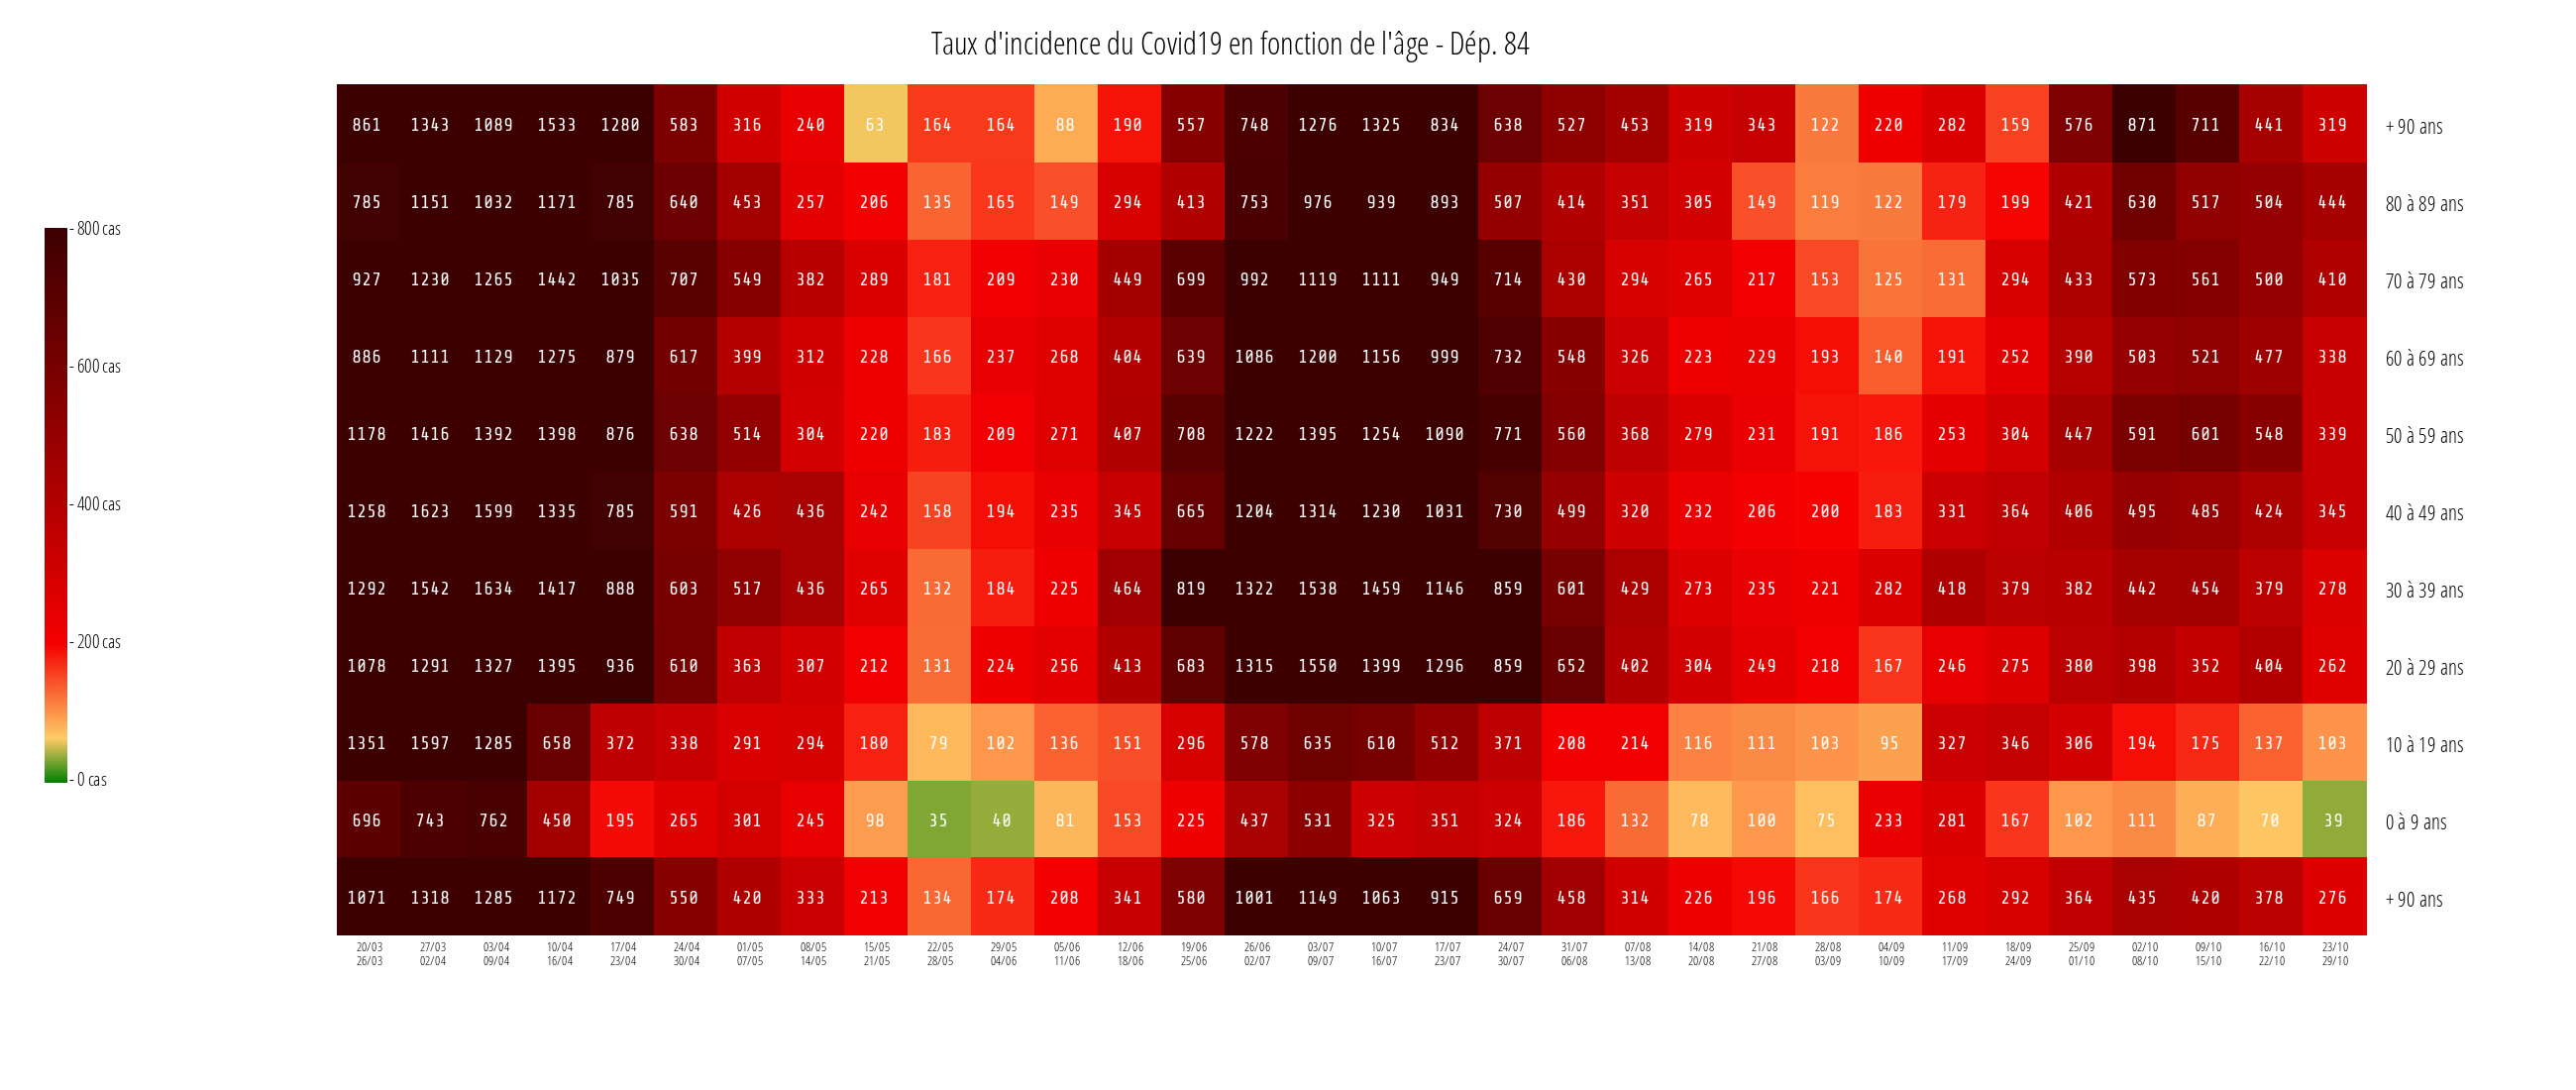 Taux d'incidence du Covid19 en fonction de l'âge - Dép. 84
- 800 cas
- 600 cas
- 400 cas
- 200 cas
- 0 cas
861 1343 1089 1533 1280 583 316 240 63 164 164 88 190 557 748 1276 1325 834 638 527 453 319 343 122 220 282 159 576 871 711 441 319 + 90 ans
785 1151 1032 1171 785 640 453 257 206 135 165 149 294 413 753 976 939 893 507 414 351 305 149 119 122 179 199 421 630 517 504 444 80 à 89 ans
927 1230 1265 1442 1035 707 549 382 289 181 209 230 449 699 992 1119 1111 949 714 430 294 265 217 153 125 131 294 433 573 561 500 410 70 à 79 ans
886 1111 1129 1275 879 617 399 312 228 166 237 268 404 639 1086 1200 1156 999 732 548 326 223 229 193 140 191 252 390 503 521 477 338 60 à 69 ans
1178 1416 1392 1398 876 638 514 304 220 183 209 271 407 708 1222 1395 1254 1090 771 560 368 279 231 191 186 253 304 447 591 601 548 339 50 à 59 ans
1258 1623 1599 1335 785 591 426 436 242 158 194 235 345 665 1204 1314 1230 1031 730 499 320 232 206 200 183 331 364 406 495 485 424 345 40 à 49 ans
1292 1542 1634 1417 888 603 517 436 265 132 184 225 464 819 1322 1538 1459 1146 859 601 429 273 235 221 282 418 379 382 442 454 379 278 30 à 39 ans
1078 1291 1327 1395 936 610 363 307 212 131 224 256 413 683 1315 1550 1399 1296 859 652 402 304 249 218 167 246 275 380 398 352 404 262 20 à 29 ans
1351 1597 1285 658 372 338 291 294 180 79 102 136 151 296 578 635 610 512 371 208 214 116 111 103 95 327 346 306 194 175 137 103 10 à 19 ans
696 743 762 450 195 265 301 245 98 35 40 81 153 225 437 531 325 351 324 186 132 78 100 75 233 281 167 102 111 87 70 39 0 à 9 ans
1071 1318 1285 1172 749 550 420 333 213 134 174 208 341 580 1001 1149 1063 915 659 458 314 226 196 166 174 268 292 364 435 420 378 276 + 90 ans
20/03 27/03 03/04 10/04 17/04 24/04 01/05 08/05 15/05 22/05 29/05 05/06 12/06 19/06 26/06 03/07 10/07 17/07 24/07 31/07 07/08 14/08 21/08 28/08 04/09 11/09 18/09 25/09 02/10 09/10 16/10 23/10
26/03 02/04 09/04 16/04 23/04 30/04 07/05 14/05 21/05 28/05 04/06 11/06 18/06 25/06 02/07 09/07 16/07 23/07 30/07 06/08 13/08 20/08 27/08 03/09 10/09 17/09 24/09 01/10 08/10 15/10 22/10 29/10